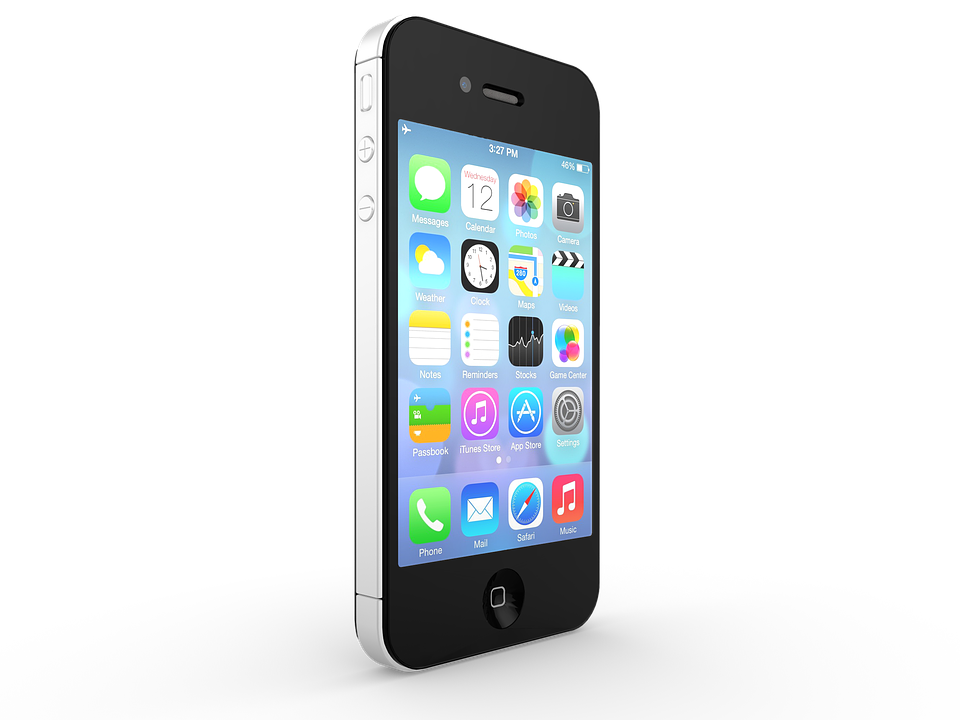 3:27 PM
46%
Wednesday
12
Messages
Calendar
Photos
Camera
280
Weather
Clock
Maps
Videos
Notes
Reminders
Stocks
Game Center
Passbook
iTunes Store
App Store
Settings
Phone
Mail
Safari
Music